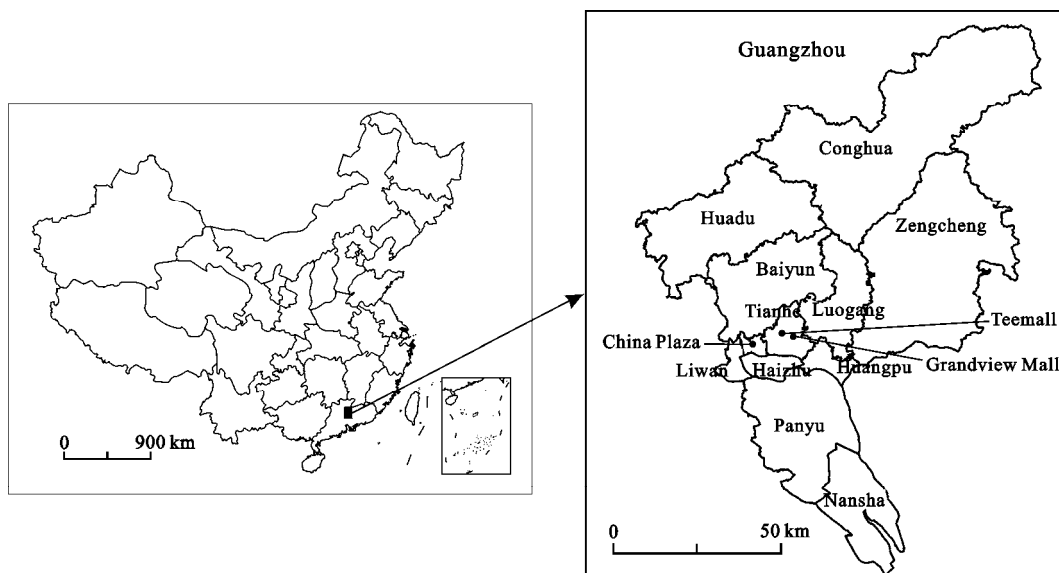 0 900 km
Guangzhou
Conghua
Huadu
Zengcheng
Baiyun
Tianhe
Luogang
Teemall
China Plaza
Liwan
Haizhu
Huangpu
Grandview Mall
Panyu
Nansha
0 50 km